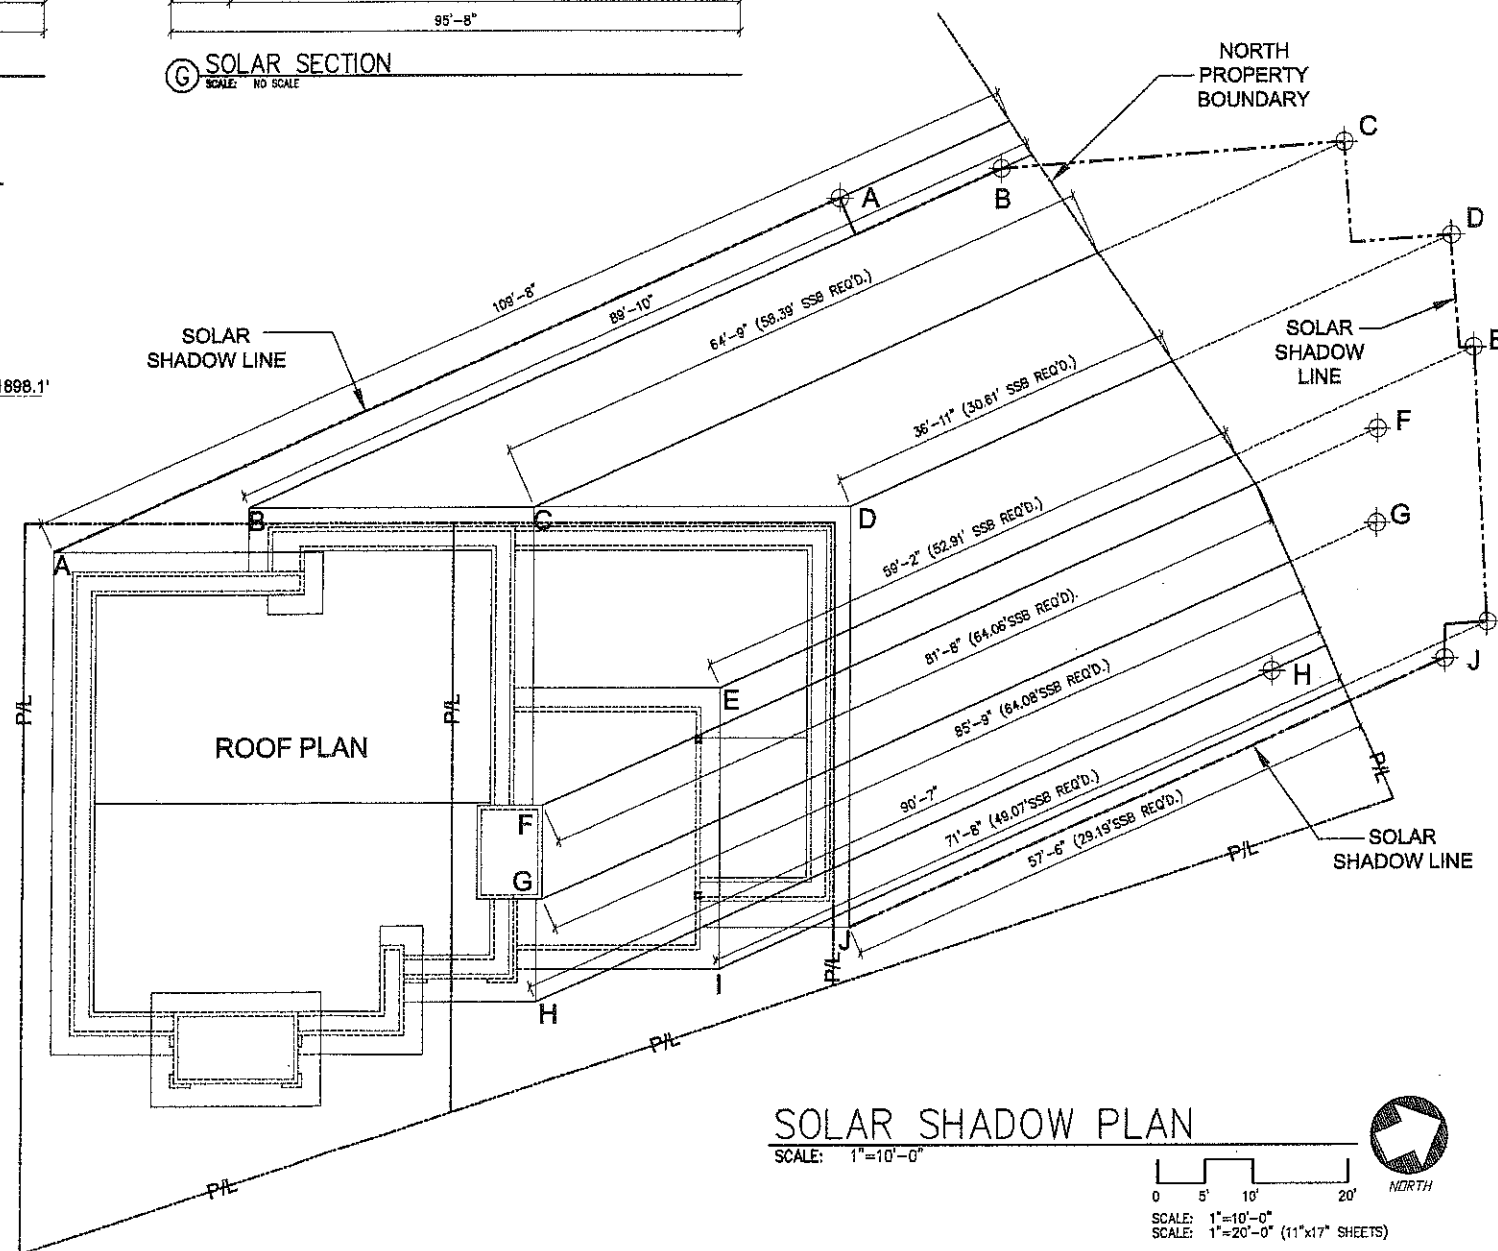 95'-8"
G SOLAR SECTION
SCALE: NO SCALE
NORTH
PROPERTY
BOUNDARY
C
A
B
D
SOLAR
SHADOW LINE
109'-8"
89'-10"
64'-9" (58.39' SSB REQ'D.)
SOLAR
SHADOW
LINE
E
1898.1'
36'-11" (30.61' SSB REQ'D.)
F
B
C
D
G
A
59'-2" (52.91' SSB REQ'D.)
81'-8" (64.06'SSB REQ'D).
J
H
E
P/L
P/L
85'-9" (64.08'SSB REQ'D.)
ROOF PLAN
P/L
90'-7"
71'-8" (49.07'SSB REQ'D.)
57'-6" (29.19'SSB REQ'D.)
F
SOLAR
SHADOW LINE
P/L
G
J
P/L
I
H
P/L
P/L
SOLAR SHADOW PLAN
SCALE: 1"=10'-0"
NORTH
0 5' 10' 20'
SCALE: 1"=10'-0"
SCALE: 1"=20'-0" (11"x17" SHEETS)